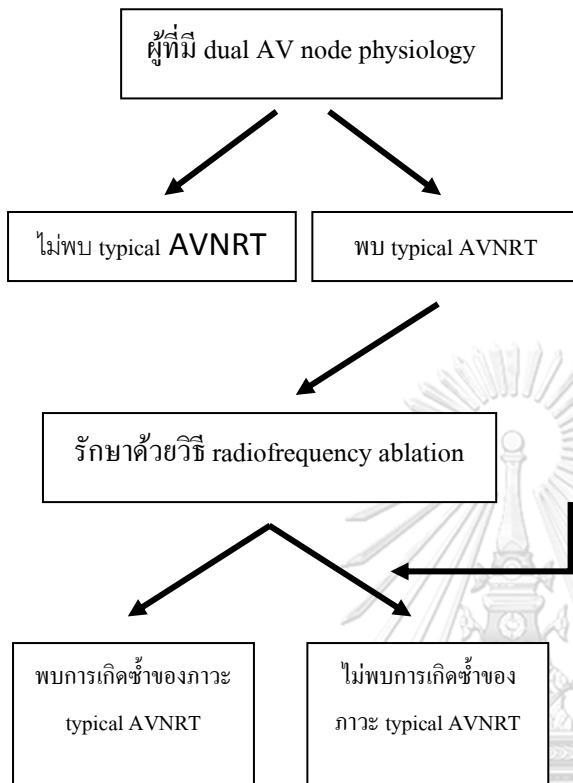 ผู้ที่มี dual AV node physiology
ไม่พบ typical AVNRT
พบ typical AVNRT
รักษาด้วยวิธี radiofrequency ablation
พบการเกิดซ้ำของภาวะ
typical AVNRT
ไม่พบการเกิดซ้ำของ
ภาวะ typical AVNRT